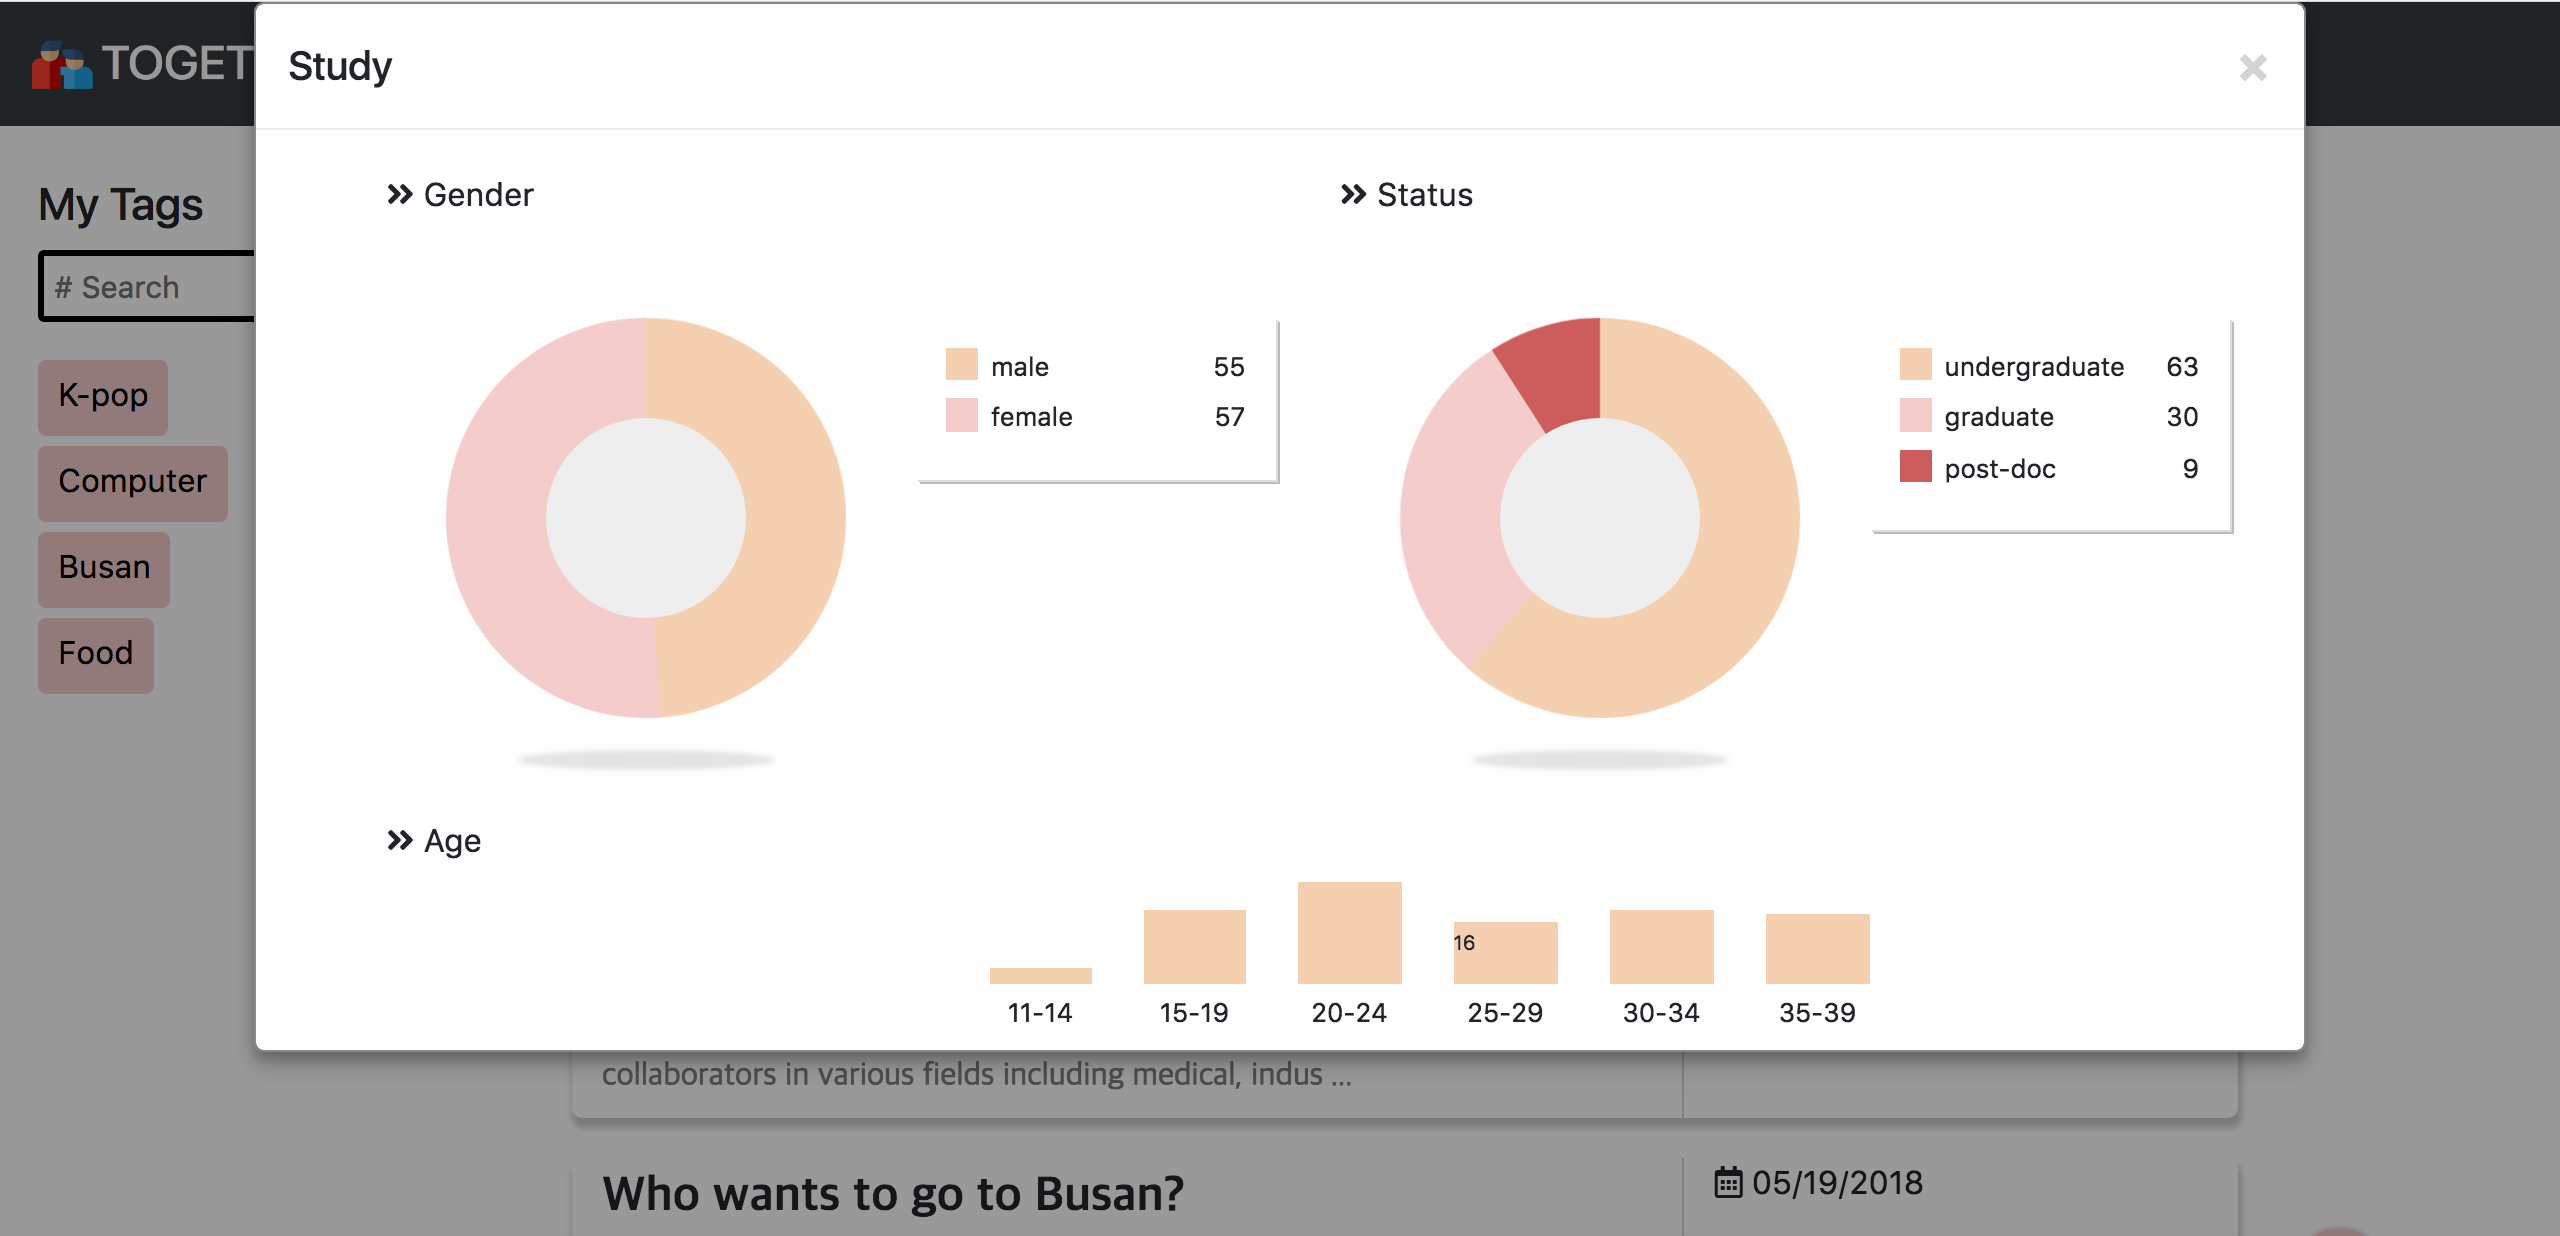 TOGET
Study
My Tags
# Search
K-pop
Computer
Busan
Food
Gender
male 55
female 57
Status
undergraduate 63
graduate 30
post-doc 9
Age
16
11-14 15-19 20-24 25-29 30-34 35-39
collaborators in various fields including medical, indus ...
Who wants to go to Busan?
05/19/2018